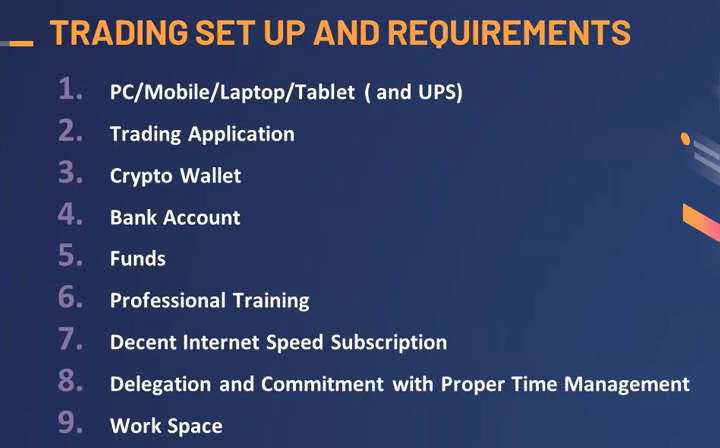 TRADING SET UP AND REQUIREMENTS
1. PC/Mobile/Laptop/Tablet ( and UPS)
2. Trading Application
3. Crypto Wallet
4. Bank Account
5. Funds
6. Professional Training
7. Decent Internet Speed Subscription
8. Delegation and Commitment with Proper Time Management
9. Work Space